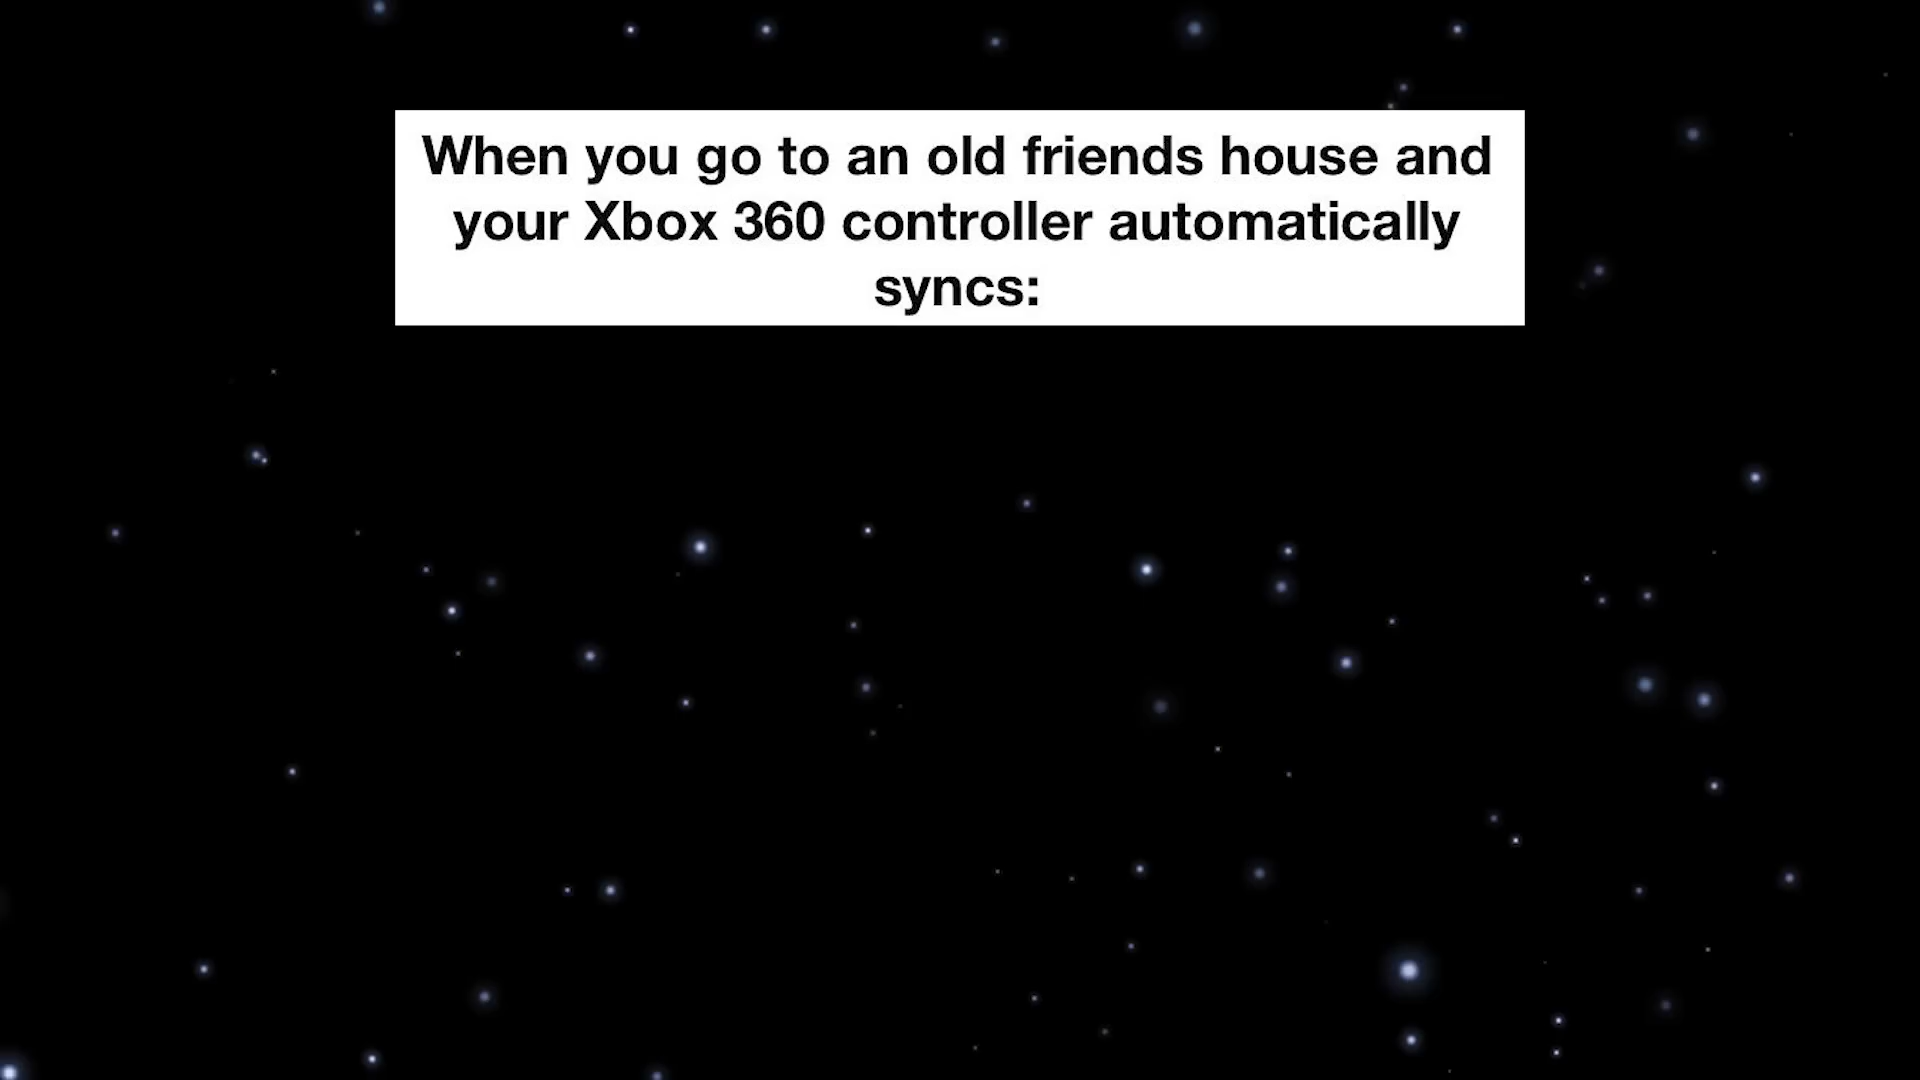 When you go to an old friends house and
your Xbox 360 controller automatically
syncs: